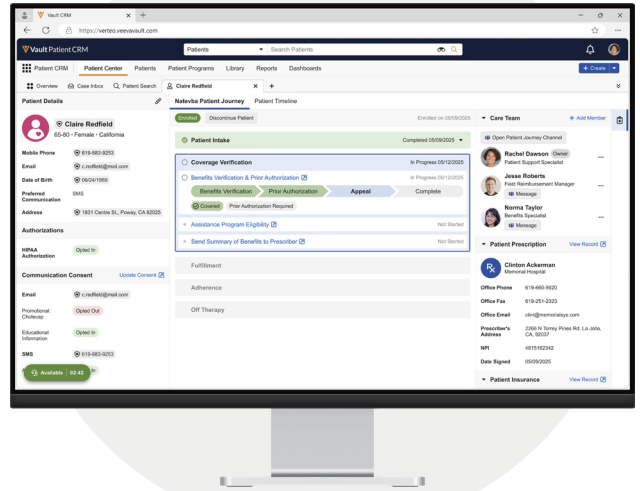 Vault CRM
https://verteo.veevavault.com
Vault Patient CRM
Patients
Search Patients
Patient CRM
Patient Center
Patients
Patient Programs
Library
Reports
Dashboards
+ Create
Overview
Case Inbox
Patient Search
Claire Redfield
Patient Details
Claire Redfield
65-80 · Female · California
Mobile Phone 619-883-9253
Email c.redfield@mail.com
Date of Birth 06/24/1959
Preferred Communication SMS
Address 1831 Centre St., Poway, CA 92025
Authorizations
HIPAA Authorization Opted In
Communication Consent Update Consent
Email c.redfield@mail.com
Promotional: Cholecap Opted Out
Educational Information Opted In
SMS 619-883-9253
Available | 02:42
Natevba Patient Journey
Patient Timeline
Enrolled
Discontinue Patient
Enrolled on 05/09/2025
Patient Intake
Completed 05/09/2025
Coverage Verification
In Progress 05/12/2025
Benefits Verification & Prior Authorization
In Progress 05/12/2025
Benefits Verification
Prior Authorization
Appeal
Complete
Covered
Prior Authorization Required
Assistance Program Eligibility
Not Started
Send Summary of Benefits to Prescriber
Not Started
Fulfillment
Adherence
Off Therapy
Care Team
+ Add Member
Open Patient Journey Channel
Rachel Dawson Owner
Patient Support Specialist
Jesse Roberts
Field Reimbursement Manager
Message
Norma Taylor
Benefits Specialist
Message
Patient Prescription
View Record
Rx
Clinton Ackerman
Memorial Hospital
Office Phone 619-660-5620
Office Fax 619-251-2323
Office Email clint@memorialsys.com
Prescriber's Address 2266 N Torrey Pines Rd, La Jolla, CA, 92037
NPI 4815162342
Date Signed 05/09/2025
Patient Insurance
View Record